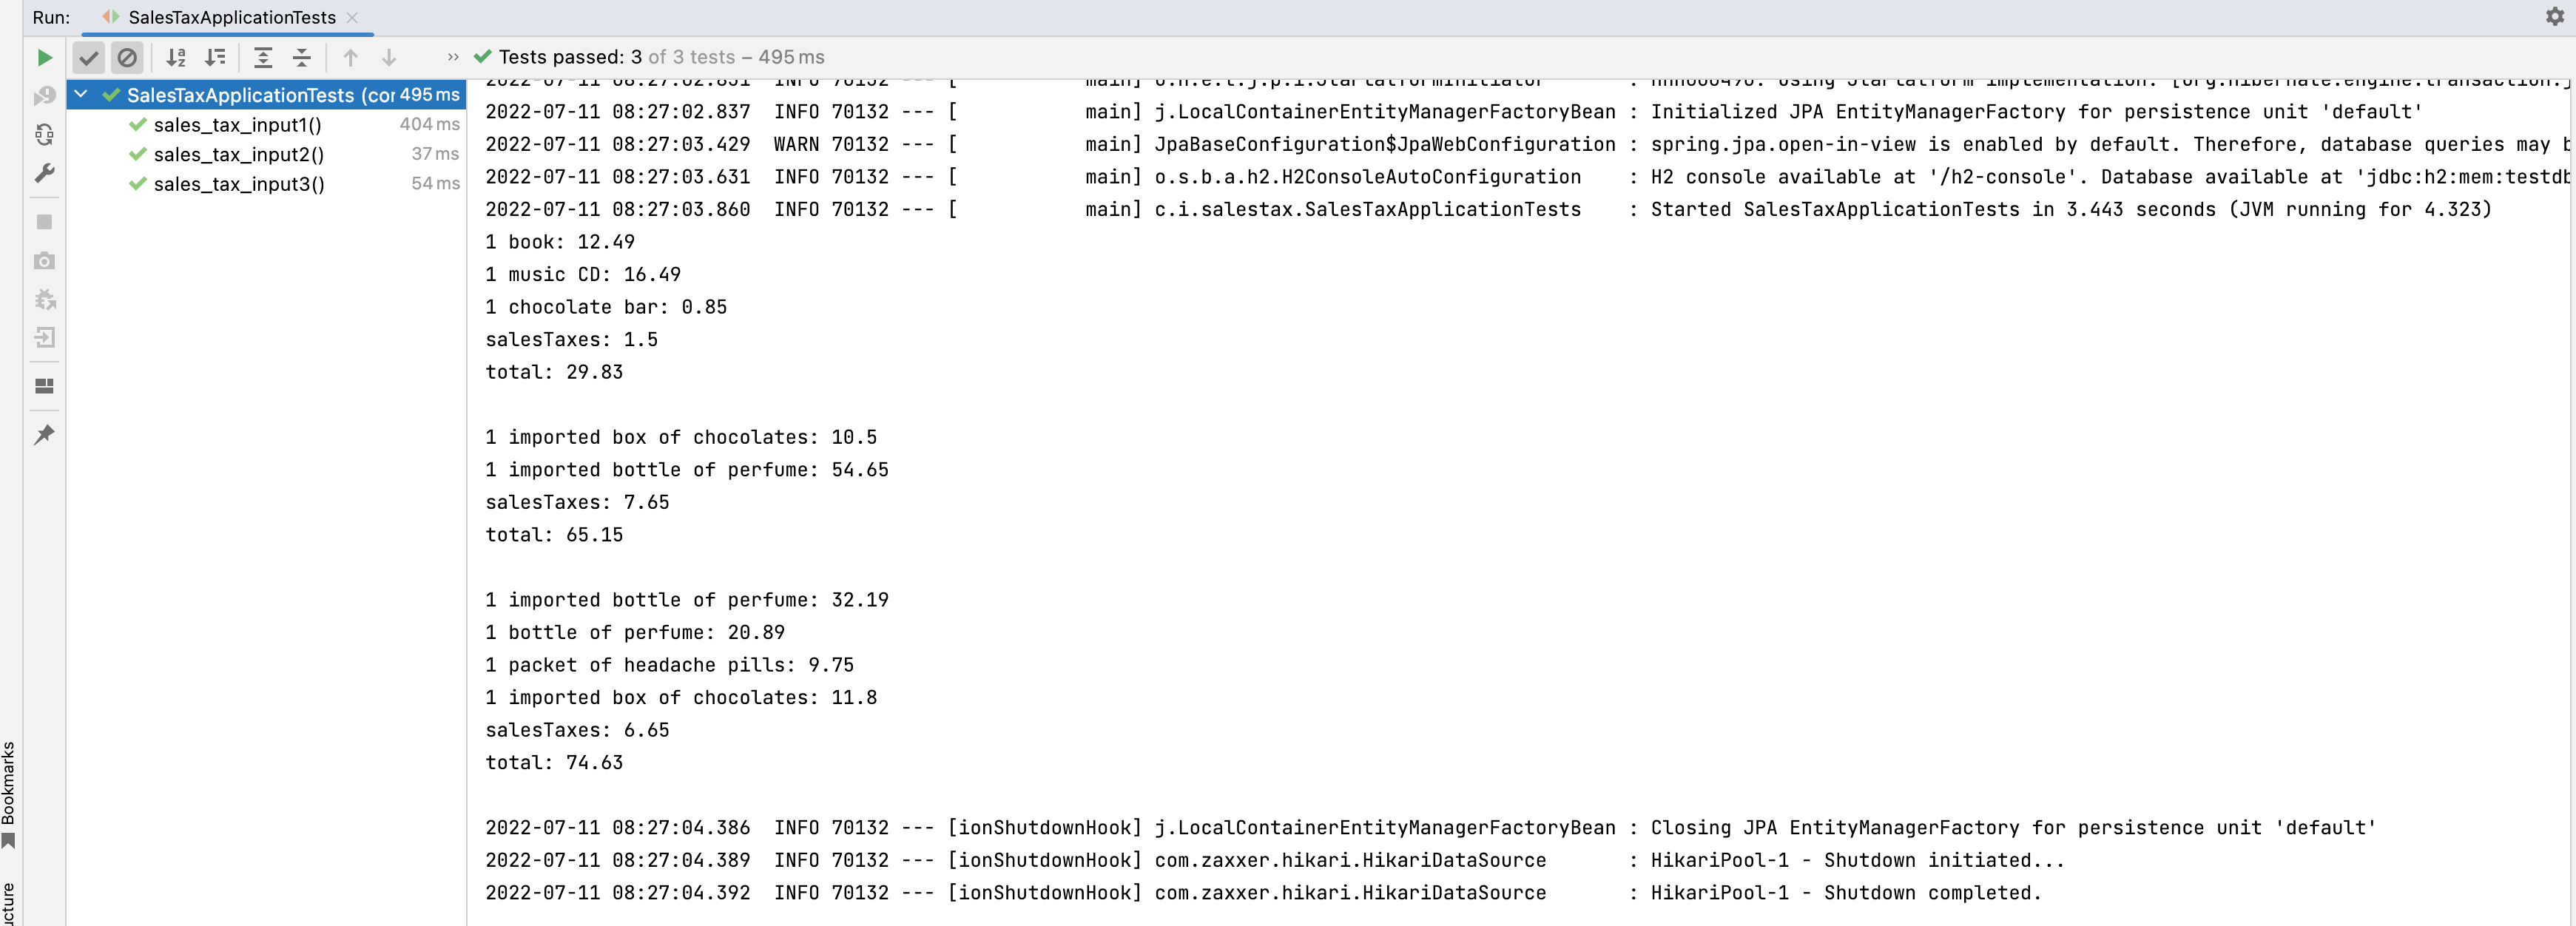 Run: SalesTaxApplicationTests
Tests passed: 3 of 3 tests – 495 ms
SalesTaxApplicationTests (cor 495 ms
sales_tax_input1() 404 ms
sales_tax_input2() 37 ms
sales_tax_input3() 54 ms
2022-07-11 08:27:02.837  INFO 70132 --- [           main] j.LocalContainerEntityManagerFactoryBean : Initialized JPA EntityManagerFactory for persistence unit 'default'
2022-07-11 08:27:03.429  WARN 70132 --- [           main] JpaBaseConfiguration$JpaWebConfiguration : spring.jpa.open-in-view is enabled by default. Therefore, database queries may b
2022-07-11 08:27:03.631  INFO 70132 --- [           main] o.s.b.a.h2.H2ConsoleAutoConfiguration    : H2 console available at '/h2-console'. Database available at 'jdbc:h2:mem:testdb
2022-07-11 08:27:03.860  INFO 70132 --- [           main] c.i.salestax.SalesTaxApplicationTests    : Started SalesTaxApplicationTests in 3.443 seconds (JVM running for 4.323)
1 book: 12.49
1 music CD: 16.49
1 chocolate bar: 0.85
salesTaxes: 1.5
total: 29.83
1 imported box of chocolates: 10.5
1 imported bottle of perfume: 54.65
salesTaxes: 7.65
total: 65.15
1 imported bottle of perfume: 32.19
1 bottle of perfume: 20.89
1 packet of headache pills: 9.75
1 imported box of chocolates: 11.8
salesTaxes: 6.65
total: 74.63
2022-07-11 08:27:04.386  INFO 70132 --- [ionShutdownHook] j.LocalContainerEntityManagerFactoryBean : Closing JPA EntityManagerFactory for persistence unit 'default'
2022-07-11 08:27:04.389  INFO 70132 --- [ionShutdownHook] com.zaxxer.hikari.HikariDataSource       : HikariPool-1 - Shutdown initiated...
2022-07-11 08:27:04.392  INFO 70132 --- [ionShutdownHook] com.zaxxer.hikari.HikariDataSource       : HikariPool-1 - Shutdown completed.
Bookmarks
ucture